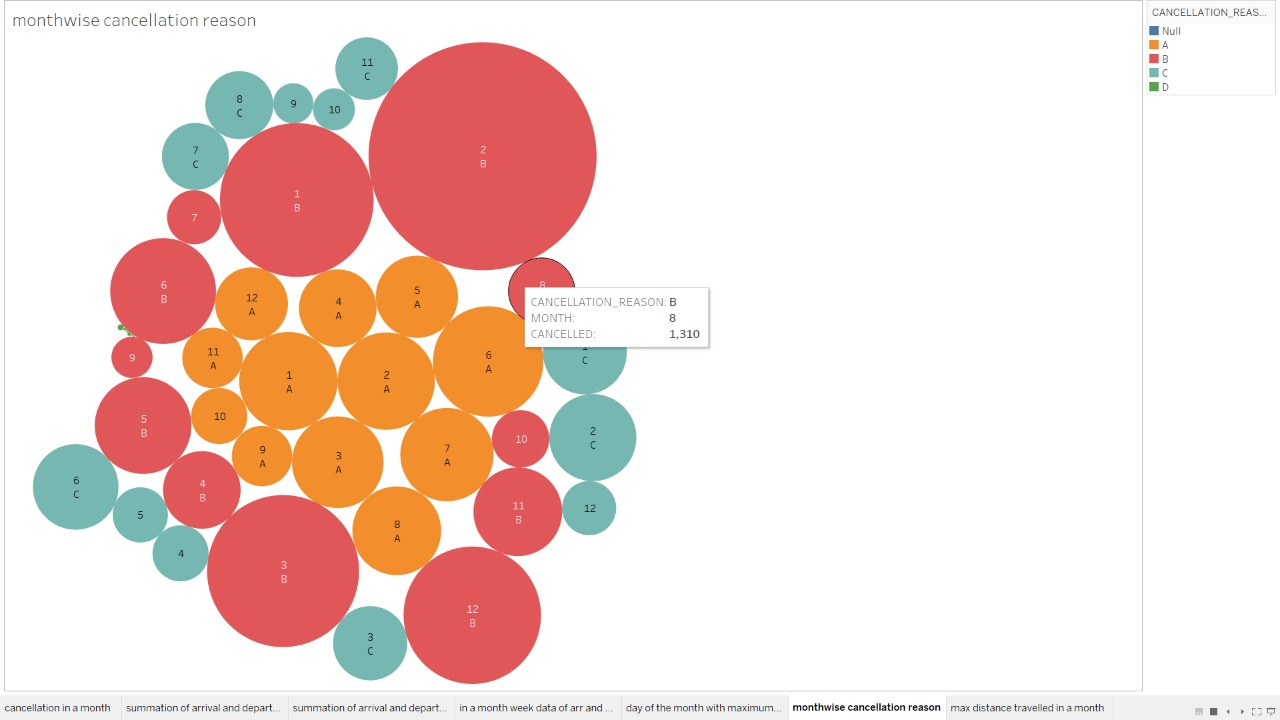 monthwise cancellation reason
CANCELLATION_REAS...
Null
A
B
C
D
11
C
8
C
9
10
2
B
7
C
1
B
7
6
B
12
A
4
A
5
A
8
CANCELLATION_REASON: B
MONTH: 8
CANCELLED: 1,310
9
11
A
1
A
2
A
6
A
1
C
5
B
10
9
A
3
A
7
A
10
2
C
6
C
4
B
5
4
8
A
11
B
12
3
B
12
B
3
C
cancellation in a month
summation of arrival and depart...
summation of arrival and depart...
in a month week data of arr and ...
day of the month with maximum...
monthwise cancellation reason
max distance travelled in a month